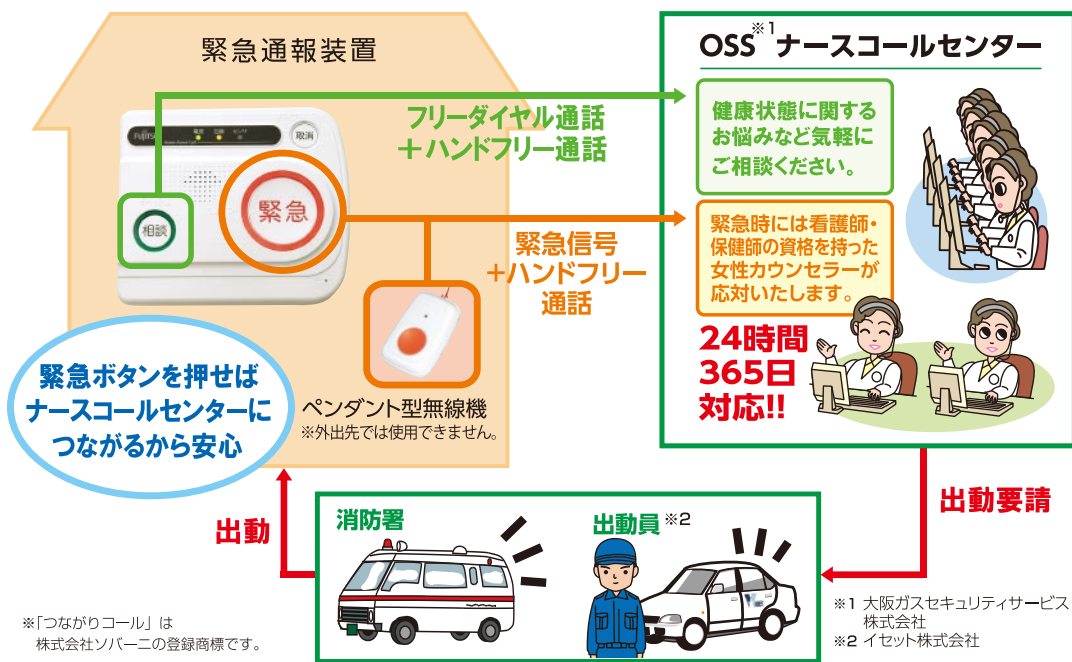 緊急通報装置
Fujitsu
電源
取消
相談
緊急
フリーダイヤル通話
＋ハンドフリー通話
緊急信号
＋ハンドフリー
通話
ペンダント型無線機
※外出先では使用できません。
緊急ボタンを押せば
ナースコールセンターに
つながるから安心
OSS※1ナースコールセンター
健康状態に関する
お悩みなど気軽に
ご相談ください。
緊急時には看護師・
保健師の資格を持った
女性カウンセラーが
応対いたします。
24時間
365日
対応!!
出動要請
消防署
出動員※2
出動
※1 大阪ガスセキュリティサービス
株式会社
※2 イセット株式会社
※「つながりコール」は
株式会社ソバーニの登録商標です。